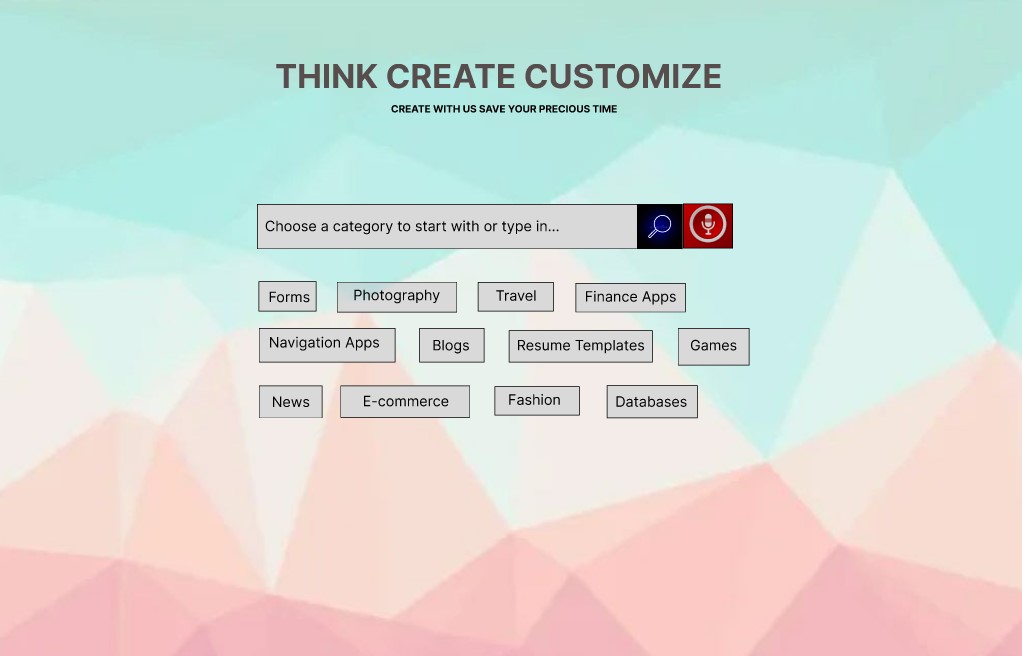 THINK CREATE CUSTOMIZE
CREATE WITH US SAVE YOUR PRECIOUS TIME
Choose a category to start with or type in...
Forms Photography Travel Finance Apps
Navigation Apps Blogs Resume Templates Games
News E-commerce Fashion Databases